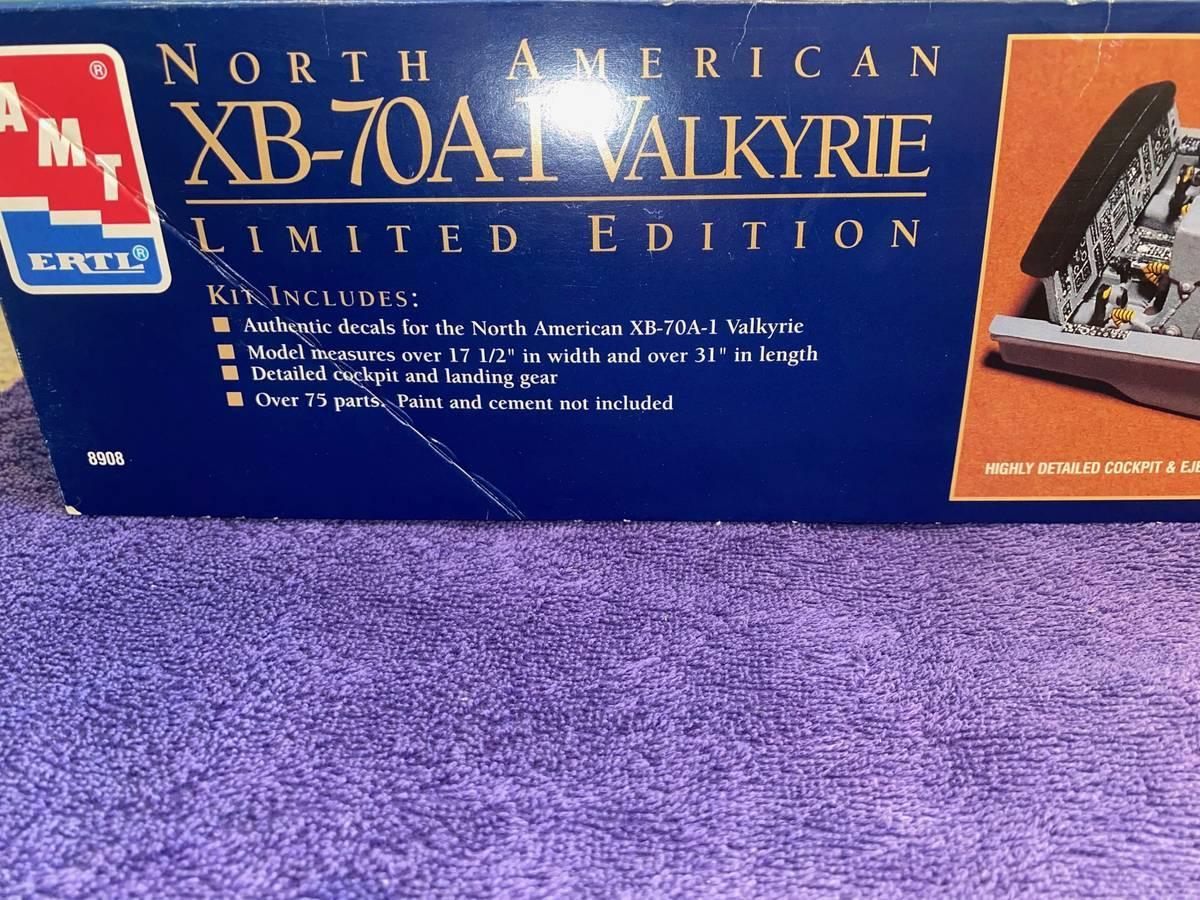 AMT®
ERTL®
NORTH AMERICAN
XB-70A-1 VALKYRIE
LIMITED EDITION
KIT INCLUDES:
Authentic decals for the North American XB-70A-1 Valkyrie
Model measures over 17 1/2" in width and over 31" in length
Detailed cockpit and landing gear
Over 75 parts. Paint and cement not included
8908
HIGHLY DETAILED COCKPIT & EJE